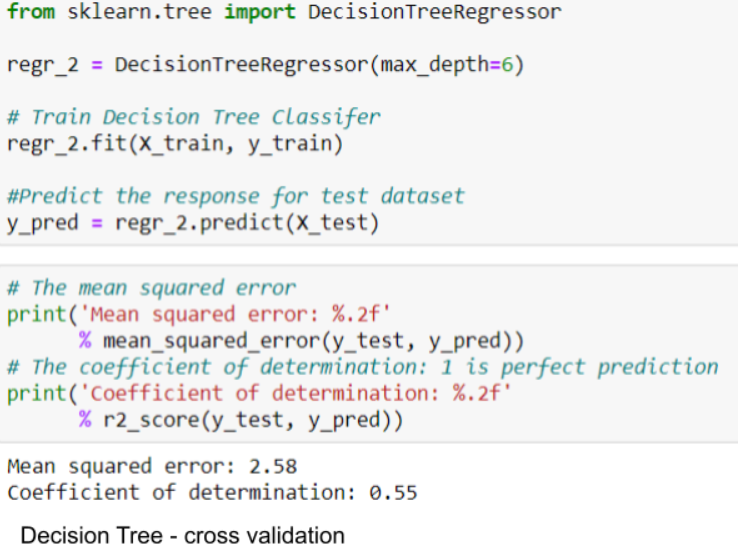 from sklearn.tree import DecisionTreeRegressor
regr_2 = DecisionTreeRegressor(max_depth=6)
# Train Decision Tree Classifer
regr_2.fit(X_train, y_train)
#Predict the response for test dataset
y_pred = regr_2.predict(X_test)
# The mean squared error
print('Mean squared error: %.2f'
      % mean_squared_error(y_test, y_pred))
# The coefficient of determination: 1 is perfect prediction
print('Coefficient of determination: %.2f'
      % r2_score(y_test, y_pred))
Mean squared error: 2.58
Coefficient of determination: 0.55
Decision Tree - cross validation